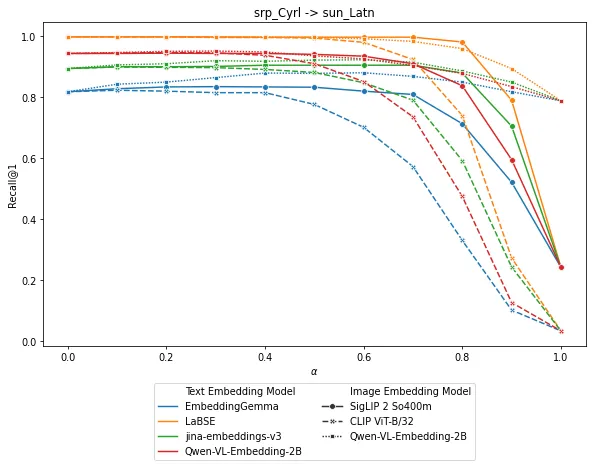 srp_Cyrl -> sun_Latn
1.0
0.8
0.6
0.4
0.2
0.0
Recall@1
0.0 0.2 0.4 0.6 0.8 1.0
α
Text Embedding Model
EmbeddingGemma
LaBSE
jina-embeddings-v3
Qwen-VL-Embedding-2B
Image Embedding Model
SigLIP 2 So400m
CLIP ViT-B/32
Qwen-VL-Embedding-2B